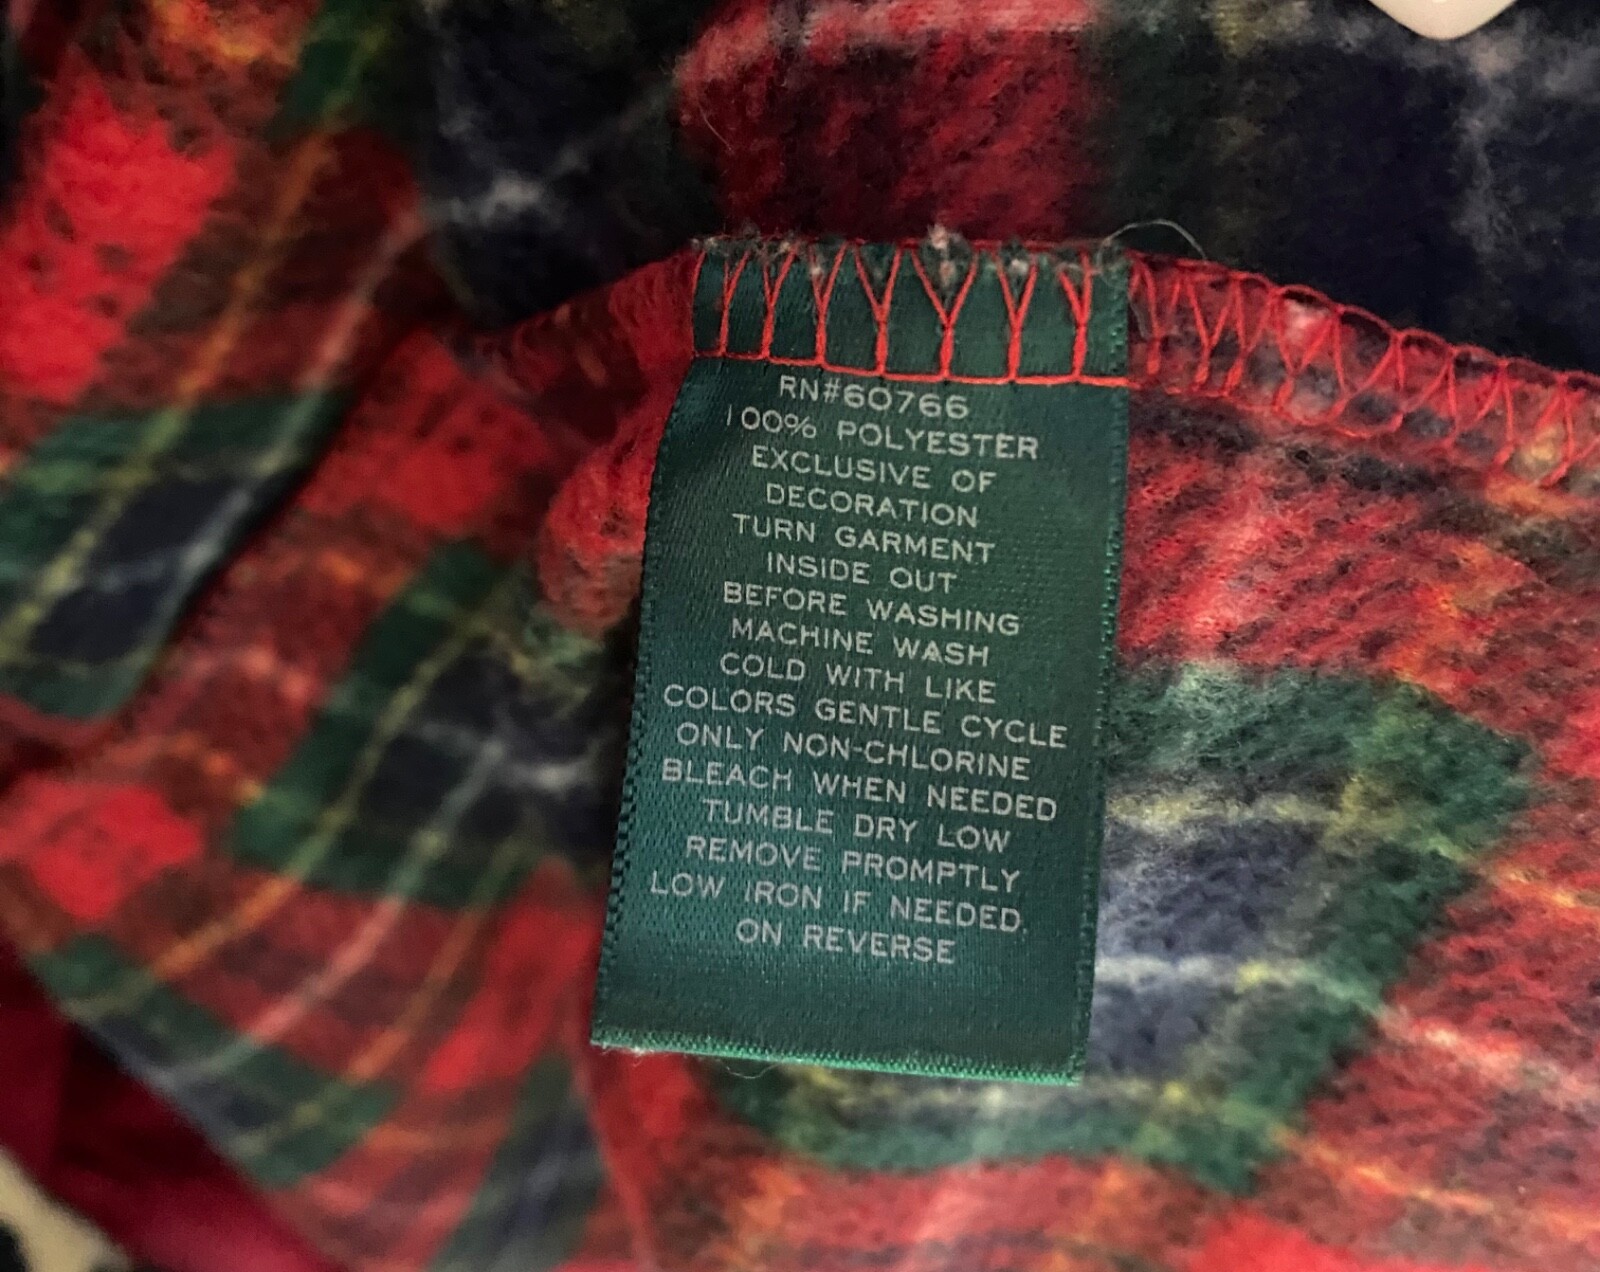 RN#60766
100% POLYESTER
EXCLUSIVE OF
DECORATION
TURN GARMENT
INSIDE OUT
BEFORE WASHING
MACHINE WASH
COLD WITH LIKE
COLORS GENTLE CYCLE
ONLY NON-CHLORINE
BLEACH WHEN NEEDED
TUMBLE DRY LOW
REMOVE PROMPTLY
LOW IRON IF NEEDED.
ON REVERSE